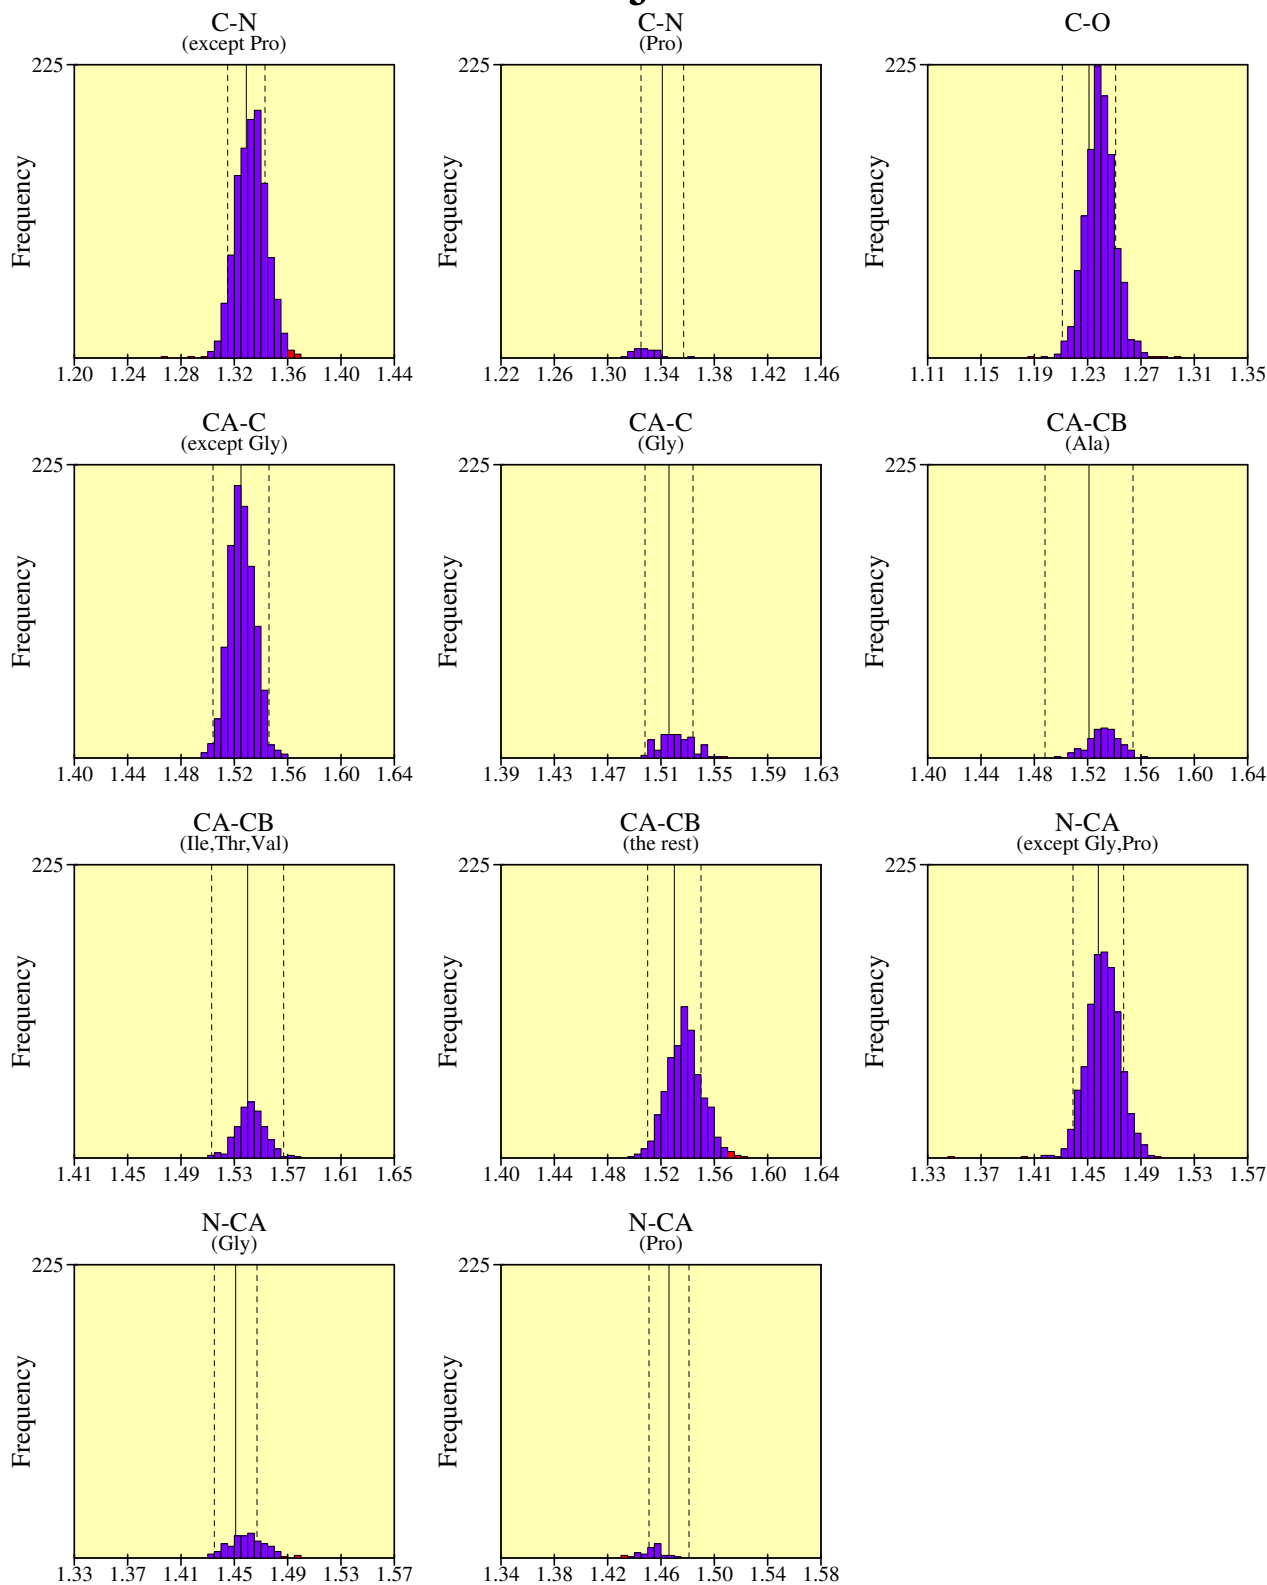 C-N
(except Pro)
225
Frequency
1.20 1.24 1.28 1.32 1.36 1.40 1.44
C-N
(Pro)
225
Frequency
1.22 1.26 1.30 1.34 1.38 1.42 1.46
C-O
225
Frequency
1.11 1.15 1.19 1.23 1.27 1.31 1.35
CA-C
(except Gly)
225
Frequency
1.40 1.44 1.48 1.52 1.56 1.60 1.64
CA-C
(Gly)
225
Frequency
1.39 1.43 1.47 1.51 1.55 1.59 1.63
CA-CB
(Ala)
225
Frequency
1.40 1.44 1.48 1.52 1.56 1.60 1.64
CA-CB
(Ile,Thr,Val)
225
Frequency
1.41 1.45 1.49 1.53 1.57 1.61 1.65
CA-CB
(the rest)
225
Frequency
1.40 1.44 1.48 1.52 1.56 1.60 1.64
N-CA
(except Gly,Pro)
225
Frequency
1.33 1.37 1.41 1.45 1.49 1.53 1.57
N-CA
(Gly)
225
Frequency
1.33 1.37 1.41 1.45 1.49 1.53 1.57
N-CA
(Pro)
225
Frequency
1.34 1.38 1.42 1.46 1.50 1.54 1.58